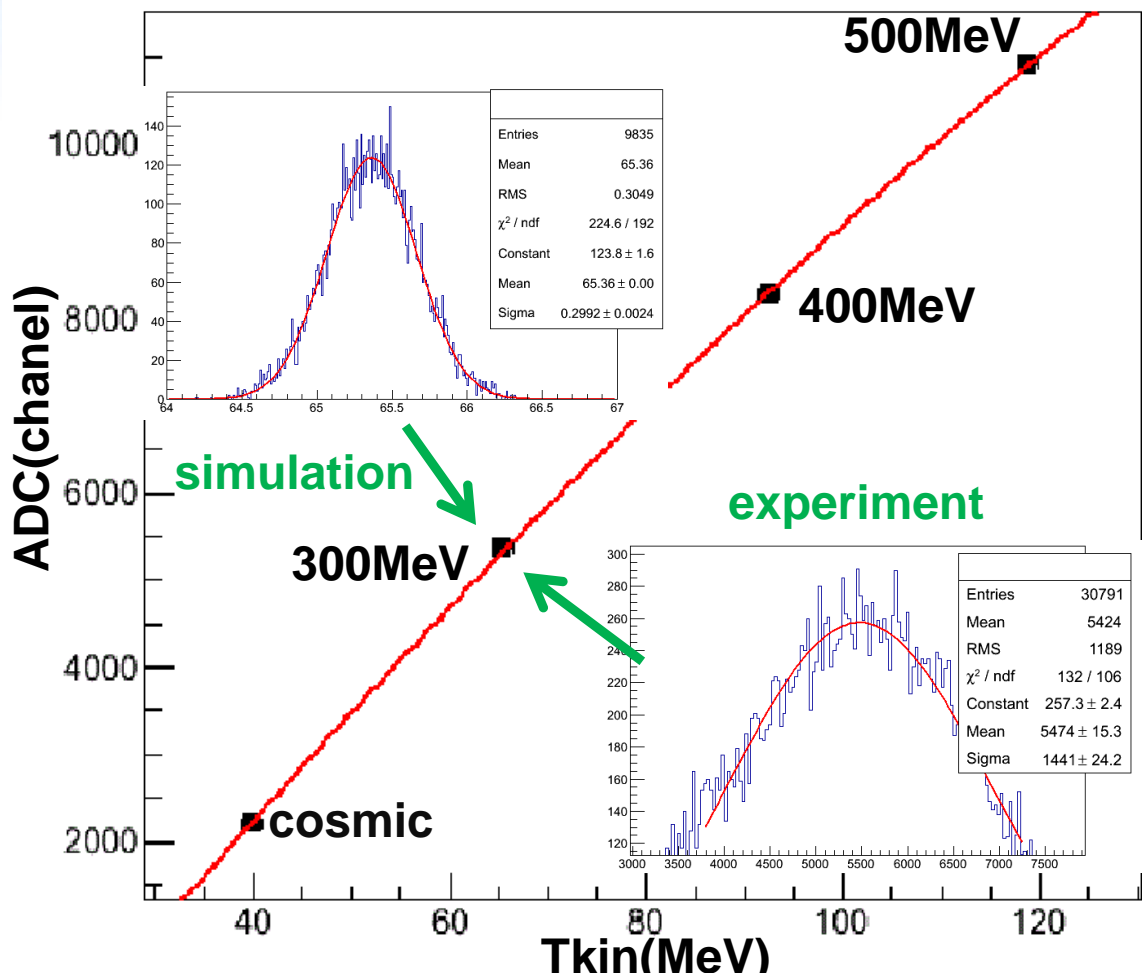 500MeV
10000
8000
6000
4000
2000
ADC(chanel)
140
120
100
80
60
40
20
0
64
64.5
65
65.5
66
66.5
67
Entries 9835
Mean 65.36
RMS 0.3049
χ² / ndf 224.6 / 192
Constant 123.8 ± 1.6
Mean 65.36 ± 0.00
Sigma 0.2992 ± 0.0024
400MeV
simulation
experiment
300MeV
300
280
260
240
220
200
180
160
140
120
3000
3500
4000
4500
5000
5500
6000
6500
7000
7500
Entries 30791
Mean 5424
RMS 1189
χ² / ndf 132 / 106
Constant 257.3 ± 2.4
Mean 5474 ± 15.3
Sigma 1441 ± 24.2
cosmic
40
60
80
100
120
Tkin(MeV)